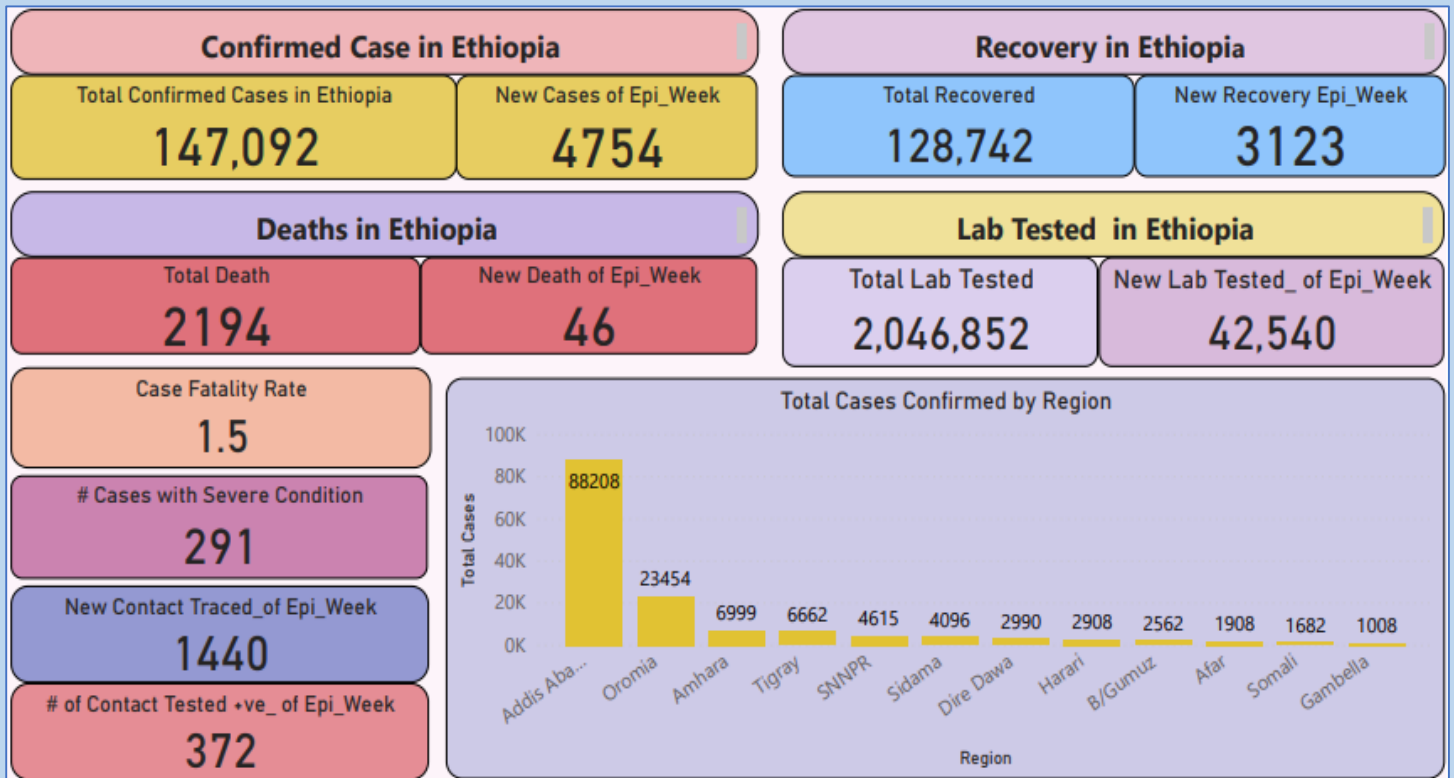 Confirmed Case in Ethiopia
Total Confirmed Cases in Ethiopia
147,092
New Cases of Epi_Week
4754
Recovery in Ethiopia
Total Recovered
128,742
New Recovery Epi_Week
3123
Deaths in Ethiopia
Total Death
2194
New Death of Epi_Week
46
Lab Tested  in Ethiopia
Total Lab Tested
2,046,852
New Lab Tested_ of Epi_Week
42,540
Case Fatality Rate
1.5
# Cases with Severe Condition
291
New Contact Traced_of Epi_Week
1440
# of Contact Tested +ve_ of Epi_Week
372
Total Cases Confirmed by Region
Total Cases
100K
80K
60K
40K
20K
0K
88208
23454
6999
6662
4615
4096
2990
2908
2562
1908
1682
1008
Addis Aba...
Oromia
Amhara
Tigray
SNNPR
Sidama
Dire Dawa
Harari
B/Gumuz
Afar
Somali
Gambella
Region